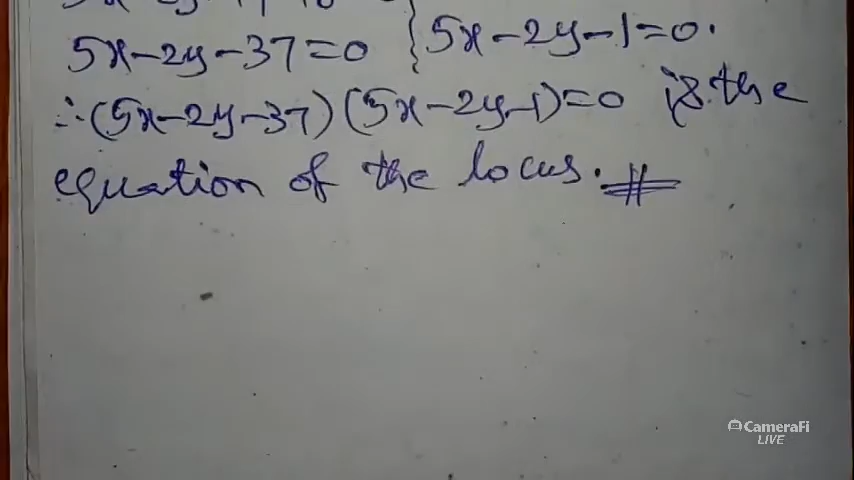 5x-2y-37=0 { 5x-2y-1=0.
∴(5x-2y-37)(5x-2y-1)=0 is the
equation of the locus. #
CameraFi
LIVE